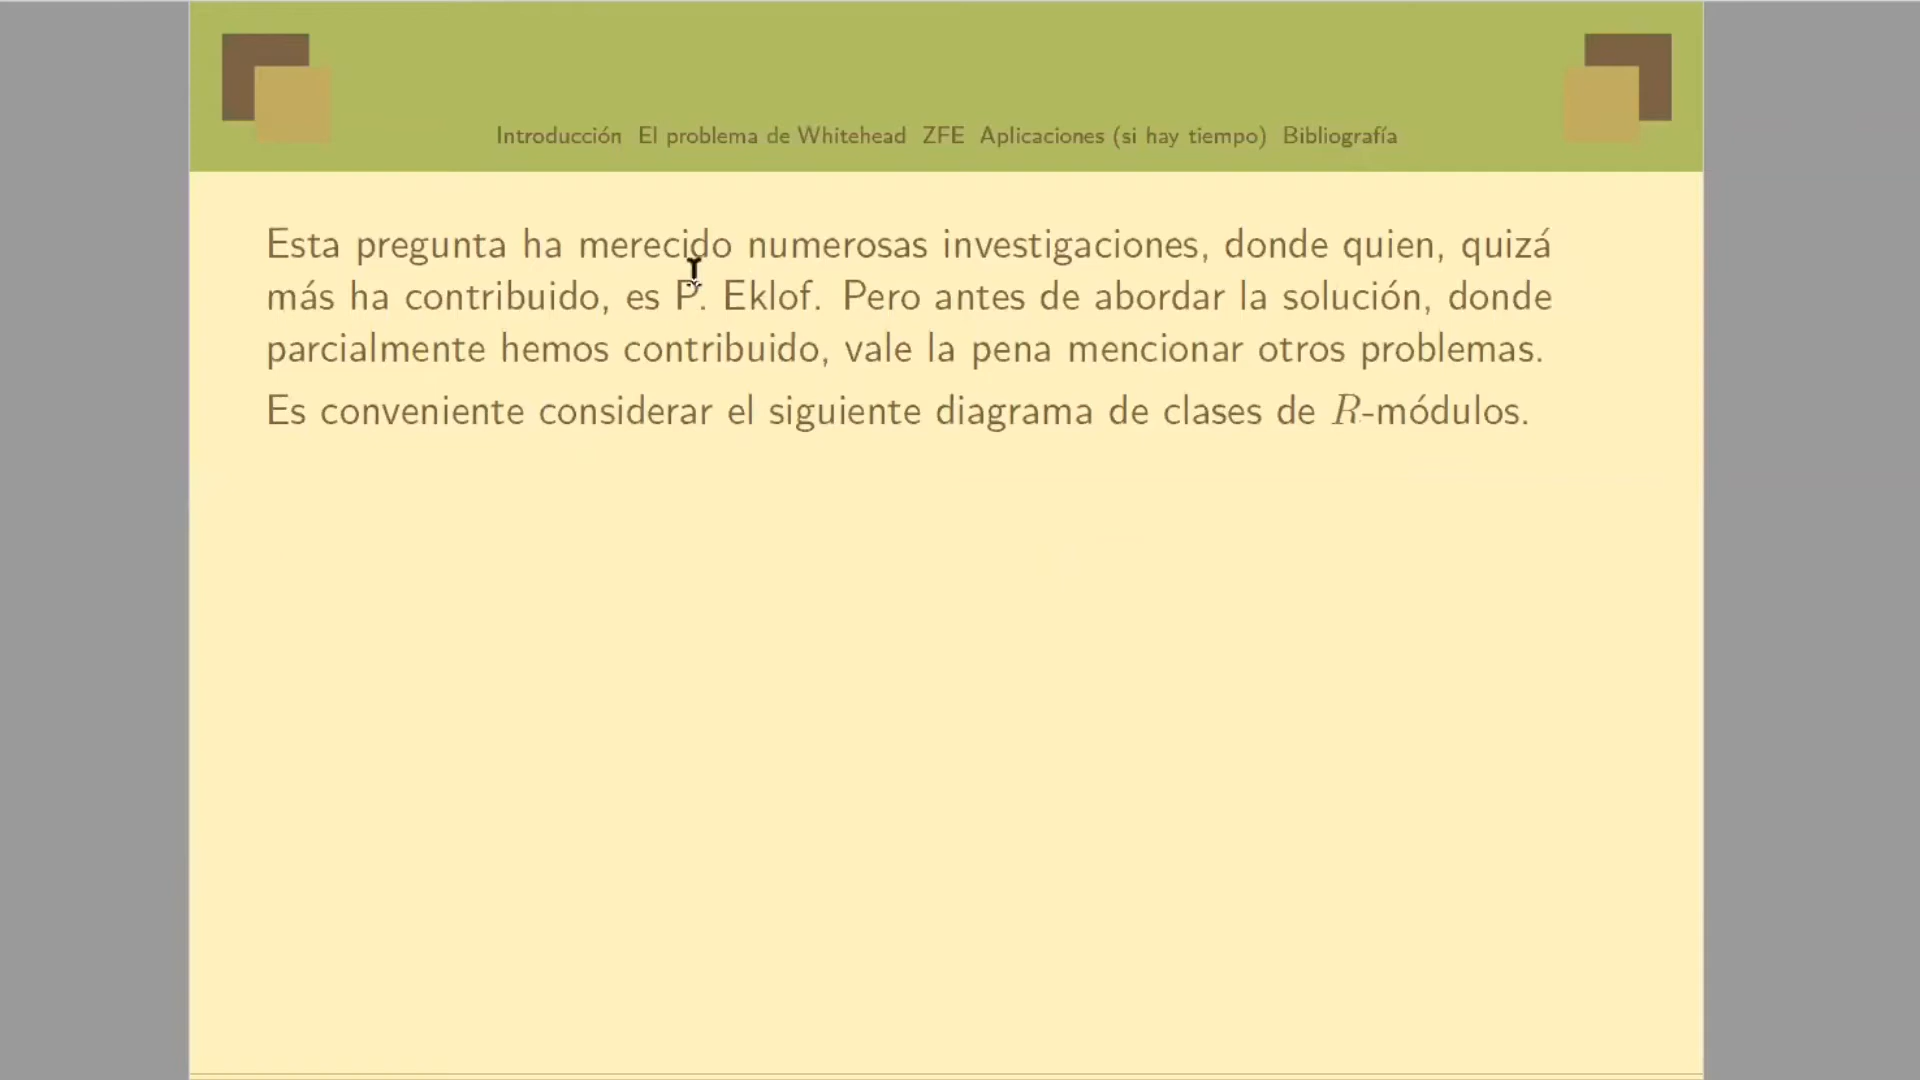 Introducción El problema de Whitehead ZFE Aplicaciones (si hay tiempo) Bibliografía
Esta pregunta ha merecido numerosas investigaciones, donde quien, quizá
más ha contribuido, es P. Eklof. Pero antes de abordar la solución, donde
parcialmente hemos contribuido, vale la pena mencionar otros problemas.
Es conveniente considerar el siguiente diagrama de clases de R-módulos.